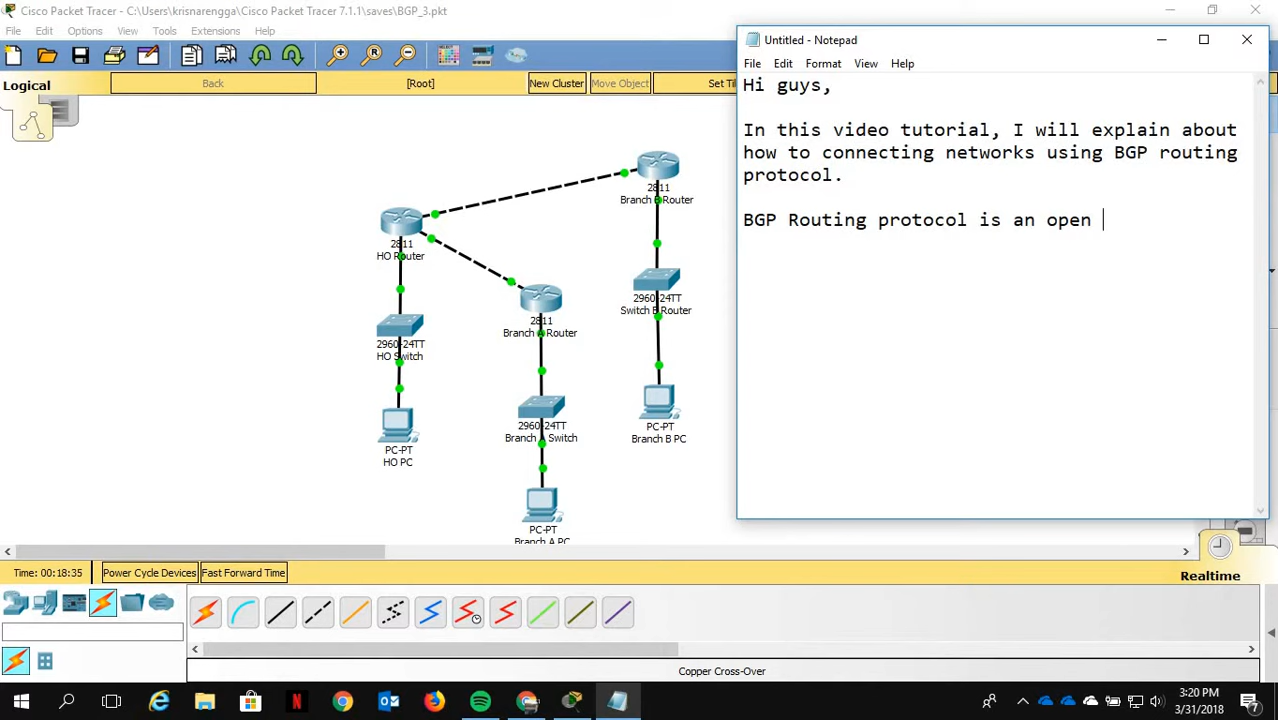 Cisco Packet Tracer - C:\Users\krisnarengga\Cisco Packet Tracer 7.1.1\saves\BGP_3.pkt
File Edit Options View Tools Extensions Help
Logical
Back
[Root]
New Cluster
Move Object
Set Til
Untitled - Notepad
File Edit Format View Help
Hi guys,
In this video tutorial, I will explain about
how to connecting networks using BGP routing
protocol.
BGP Routing protocol is an open
2811
Branch B Router
2811
HO Router
2960-24TT
Switch B Router
2811
Branch A Router
2960-24TT
HO Switch
PC-PT
Branch B PC
2960-24TT
Branch A Switch
PC-PT
HO PC
PC-PT
Branch A PC
Time: 00:18:35
Power Cycle Devices
Fast Forward Time
Realtime
Copper Cross-Over
3:20 PM
3/31/2018
7